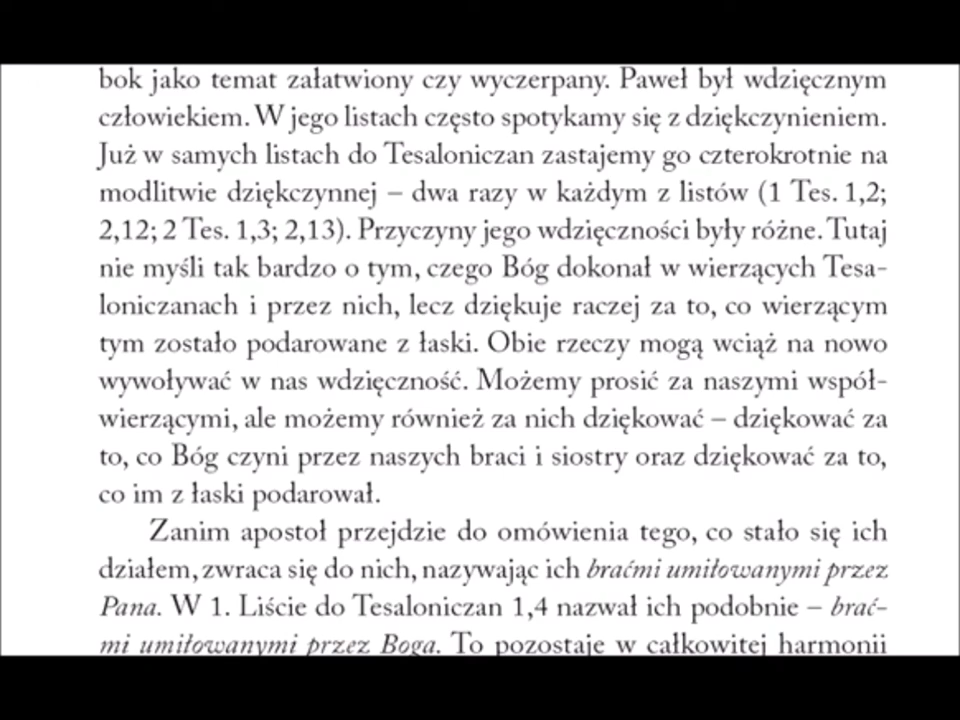 bok jako temat załatwiony czy wyczerpany. Paweł był wdzięcznym
człowiekiem. W jego listach często spotykamy się z dziękczynieniem.
Już w samych listach do Tesaloniczan zastajemy go czterokrotnie na
modlitwie dziękczynnej – dwa razy w każdym z listów (1 Tes. 1,2;
2,12; 2 Tes. 1,3; 2,13). Przyczyny jego wdzięczności były różne. Tutaj
nie myśli tak bardzo o tym, czego Bóg dokonał w wierzących Tesa-
loniczanach i przez nich, lecz dziękuje raczej za to, co wierzącym
tym zostało podarowane z łaski. Obie rzeczy mogą wciąż na nowo
wywoływać w nas wdzięczność. Możemy prosić za naszymi współ-
wierzącymi, ale możemy również za nich dziękować – dziękować za
to, co Bóg czyni przez naszych braci i siostry oraz dziękować za to,
co im z łaski podarował.
Zanim apostoł przejdzie do omówienia tego, co stało się ich
działem, zwraca się do nich, nazywając ich braćmi umiłowanymi przez
Pana. W 1. Liście do Tesaloniczan 1,4 nazwał ich podobnie – brać-
mi umiłowanymi przez Boga. To pozostaje w całkowitej harmonii